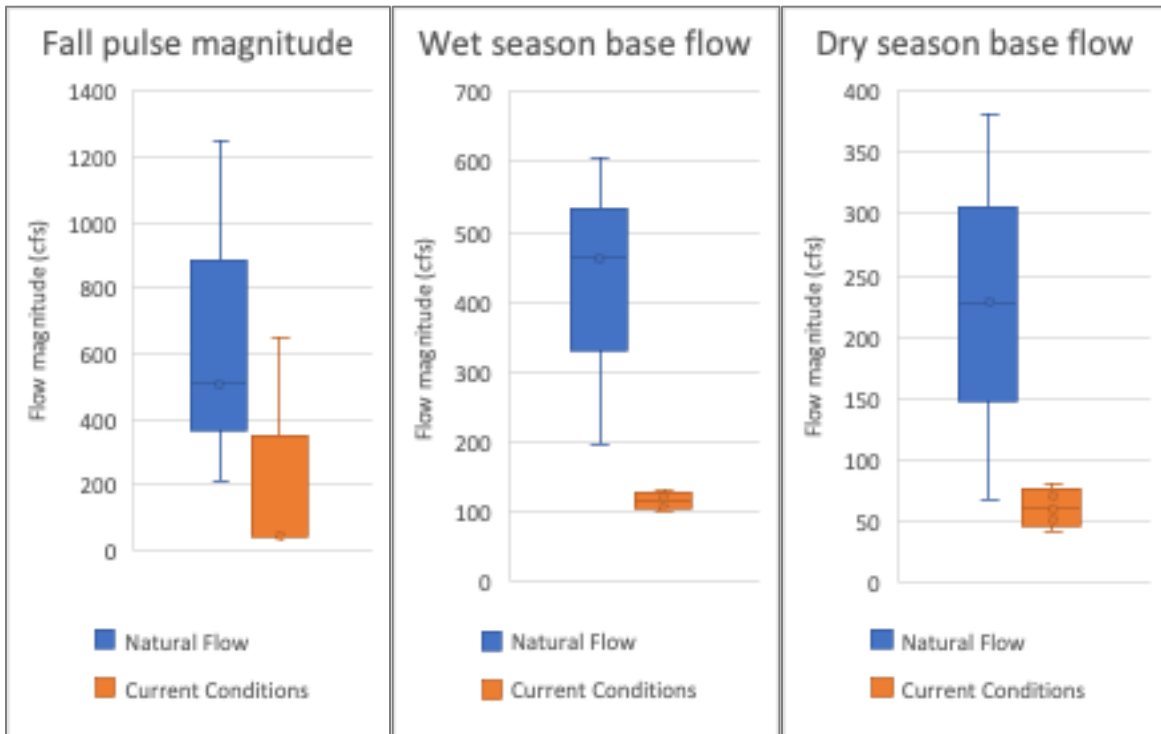 Fall pulse magnitude
1400
1200
1000
800
600
400
200
0
Flow magnitude (cfs)
Natural Flow
Current Conditions
Wet season base flow
700
600
500
400
300
200
100
0
Flow magnitude (cfs)
Natural Flow
Current Conditions
Dry season base flow
400
350
300
250
200
150
100
50
0
Flow magnitude (cfs)
Natural Flow
Current Conditions